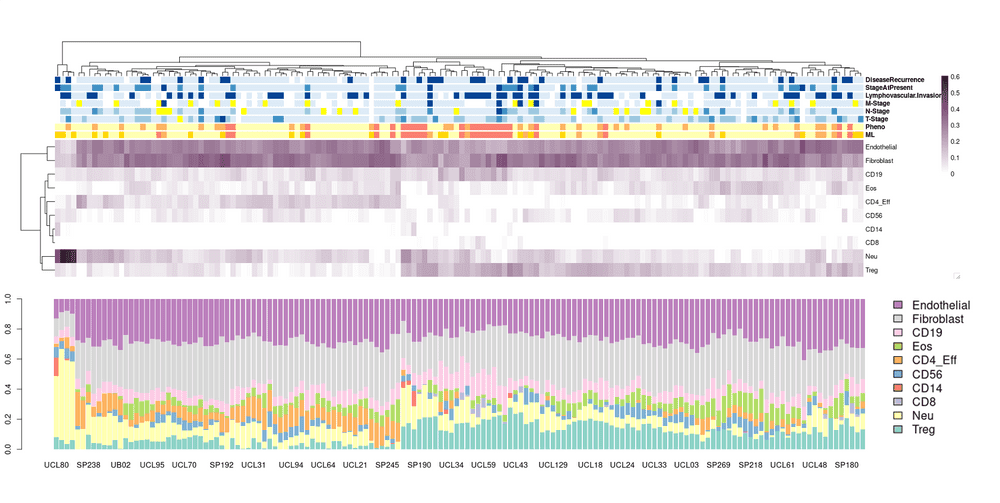 DiseaseRecurrence
StageAtPresent
Lymphovascular.Invasion
M-Stage
N-Stage
T-Stage
Pheno
ML
Endothelial
Fibroblast
CD19
Eos
CD4_Eff
CD56
CD14
CD8
Neu
Treg
0.6
0.5
0.4
0.3
0.2
0.1
0
1.0
0.8
0.6
0.4
0.2
0.0
UCL80 SP238 UB02 UCL95 UCL70 SP192 UCL31 UCL94 UCL64 UCL21 SP245 SP190 UCL34 UCL59 UCL43 UCL129 UCL18 UCL24 UCL33 UCL03 SP269 SP218 UCL61 UCL48 SP180
Endothelial
Fibroblast
CD19
Eos
CD4_Eff
CD56
CD14
CD8
Neu
Treg